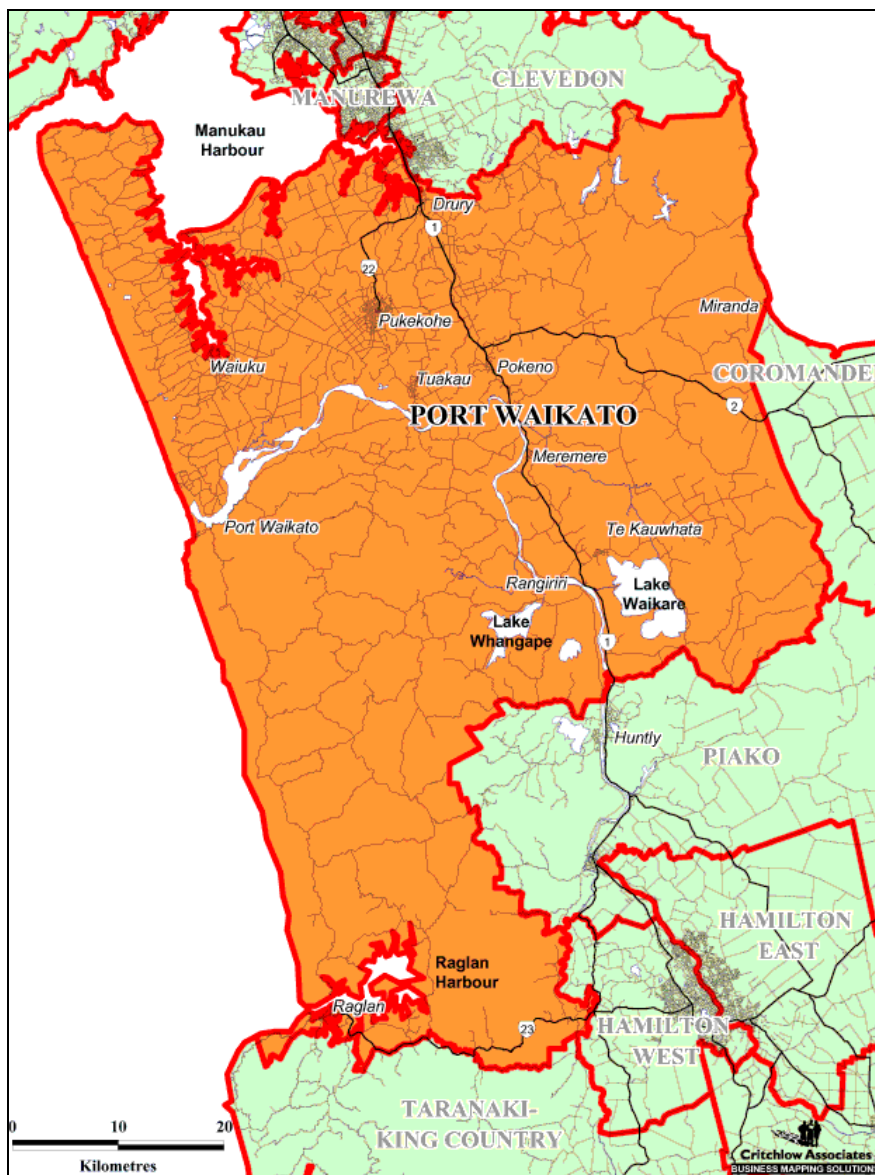 CLEVEDON
MANUREWA
Manukau
Harbour
Drury
1
22
Miranda
Pukekohe
Waiuku
Pokeno
COROMANDE
Tuakau
2
PORT WAIKATO
Meremere
Port Waikato
Te Kauwhata
Rangiriri
Lake
Waikare
Lake
Whangape
1
Huntly
PIAKO
HAMILTON
EAST
Raglan
Harbour
Raglan
23
HAMILTON
WEST
TARANAKI-
KING COUNTRY
0 10 20
Kilometres
Critchlow Associates
BUSINESS MAPPING SOLUTION